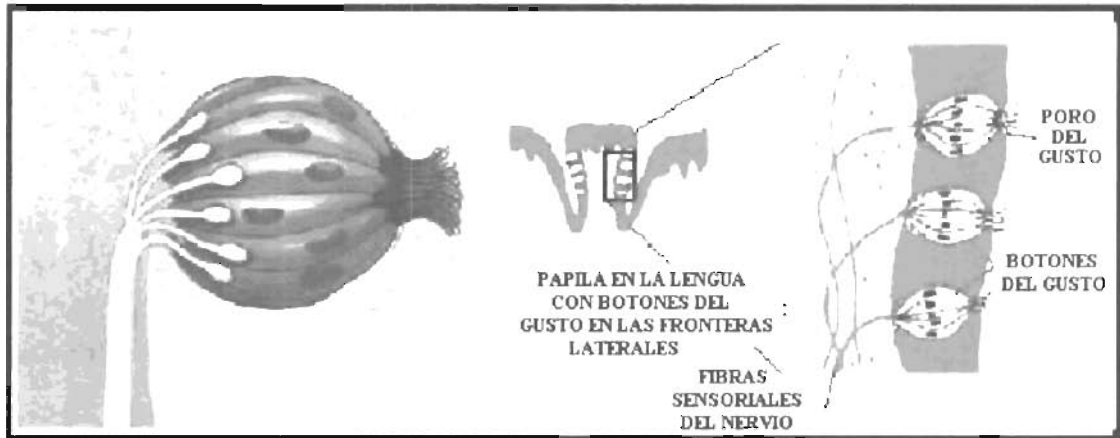 PORO
DEL
GUSTO
PAPILA EN LA LENGUA
CON BOTONES DEL
GUSTO EN LAS FRONTERAS
LATERALES
BOTONES
DEL GUSTO
FIBRAS
SENSORIALES
DEL NERVIO